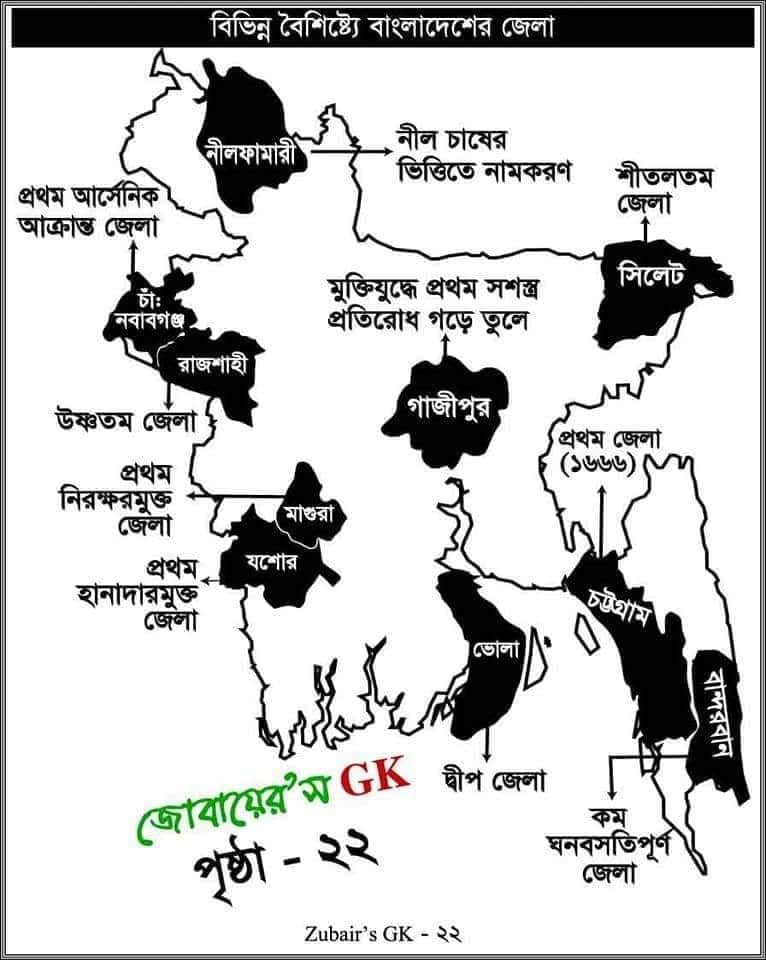 বিভিন্ন বৈশিষ্ট্যে বাংলাদেশের জেলা
নীলফামারী
নীল চাষের
ভিত্তিতে নামকরণ
প্রথম আর্সেনিক
আক্রান্ত জেলা
শীতলতম
জেলা
সিলেট
চাঁ:
নবাবগঞ্জ
রাজশাহী
উষ্ণতম জেলা
মুক্তিযুদ্ধে প্রথম সশস্ত্র
প্রতিরোধ গড়ে তুলে
গাজীপুর
প্রথম জেলা
(১৬৬৬)
প্রথম
নিরক্ষরমুক্ত
জেলা
মাগুরা
যশোর
প্রথম
হানাদারমুক্ত
জেলা
চট্টগ্রাম
ভোলা
বান্দরবান
দ্বীপ জেলা
কম
ঘনবসতিপূর্ণ
জেলা
জোবায়ের'স GK
পৃষ্ঠা - ২২
Zubair's GK - ২২